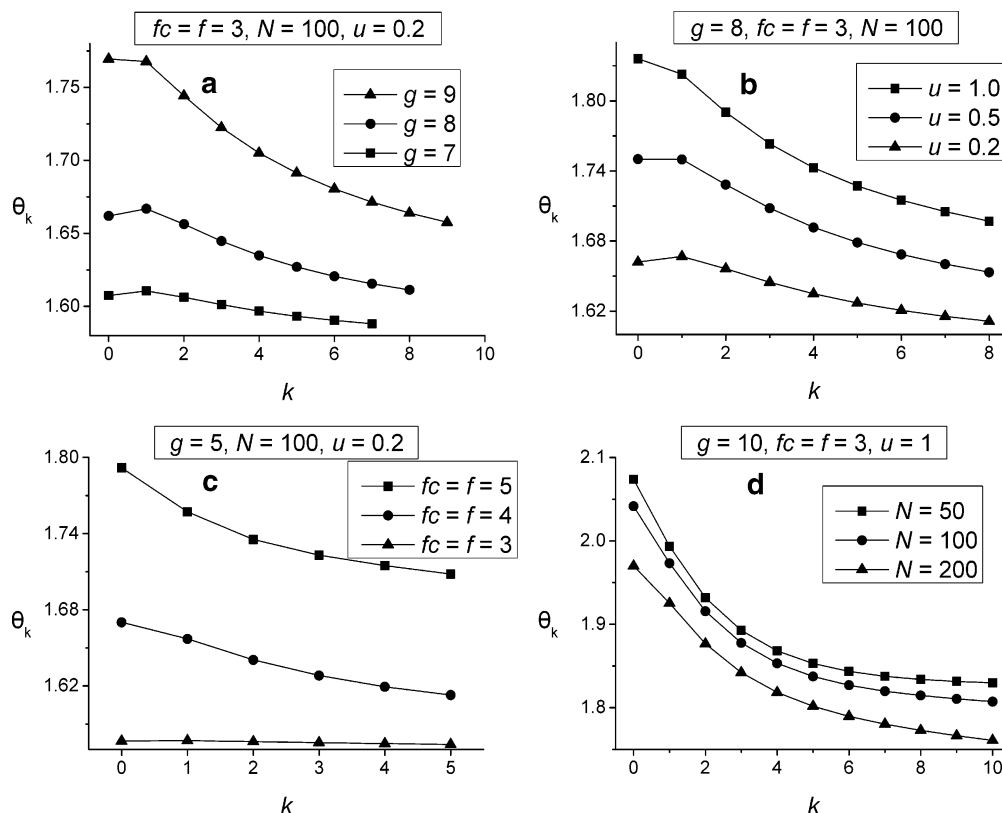 fc = f = 3, N = 100, u = 0.2
a
g = 9
g = 8
g = 7
1.75
1.70
1.65
1.60
θk
0 2 4 6 8 10
k
g = 8, fc = f = 3, N = 100
b
u = 1.0
u = 0.5
u = 0.2
1.80
1.74
1.68
1.62
θk
0 2 4 6 8
k
g = 5, N = 100, u = 0.2
c
fc = f = 5
fc = f = 4
fc = f = 3
1.80
1.74
1.68
1.62
θk
0 1 2 3 4 5
k
g = 10, fc = f = 3, u = 1
d
N = 50
N = 100
N = 200
2.1
2.0
1.9
1.8
θk
0 2 4 6 8 10
k